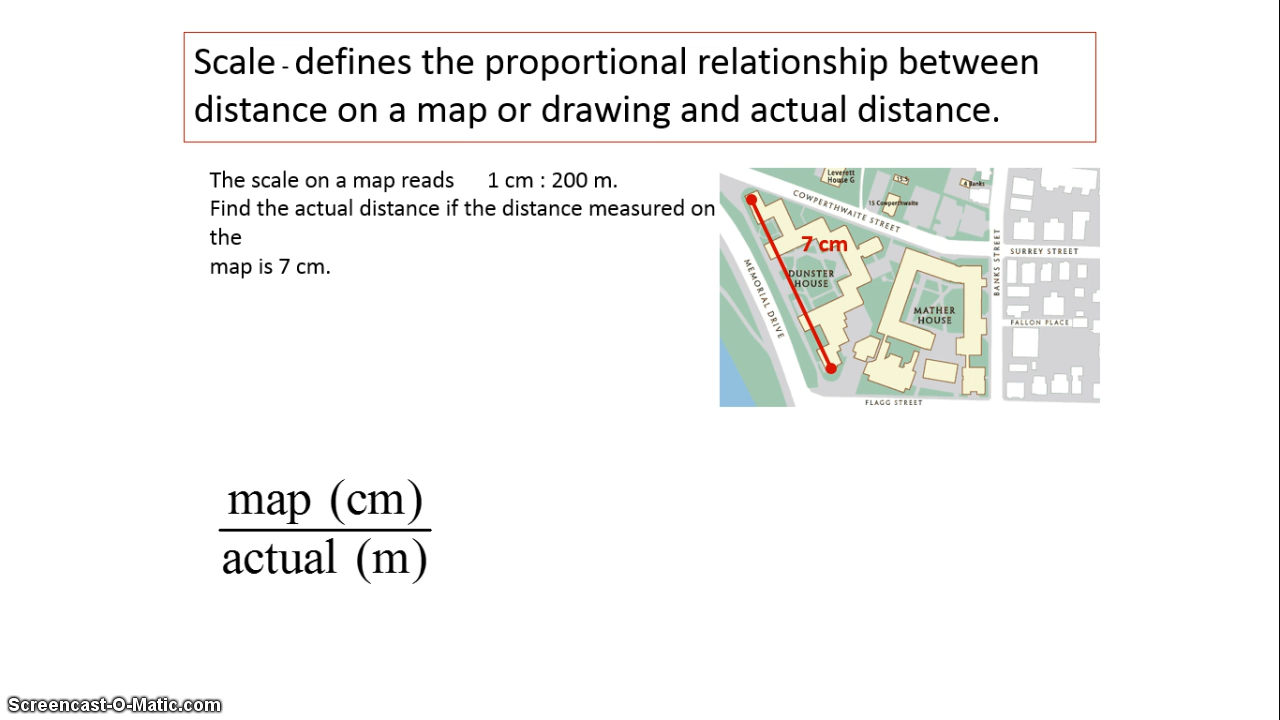 Scale - defines the proportional relationship between
distance on a map or drawing and actual distance.
The scale on a map reads 1 cm : 200 m.
Find the actual distance if the distance measured on
the
map is 7 cm.
Leverett
House G
15-5
Banks
15 Cowperthwaite
COWPERTHWAITE STREET
7 cm
DUNSTER
HOUSE
MEMORIAL DRIVE
MATHER
HOUSE
BANKS STREET
SURREY STREET
FALLON PLACE
FLAGG STREET
map (cm)
actual (m)
Screencast-O-Matic.com